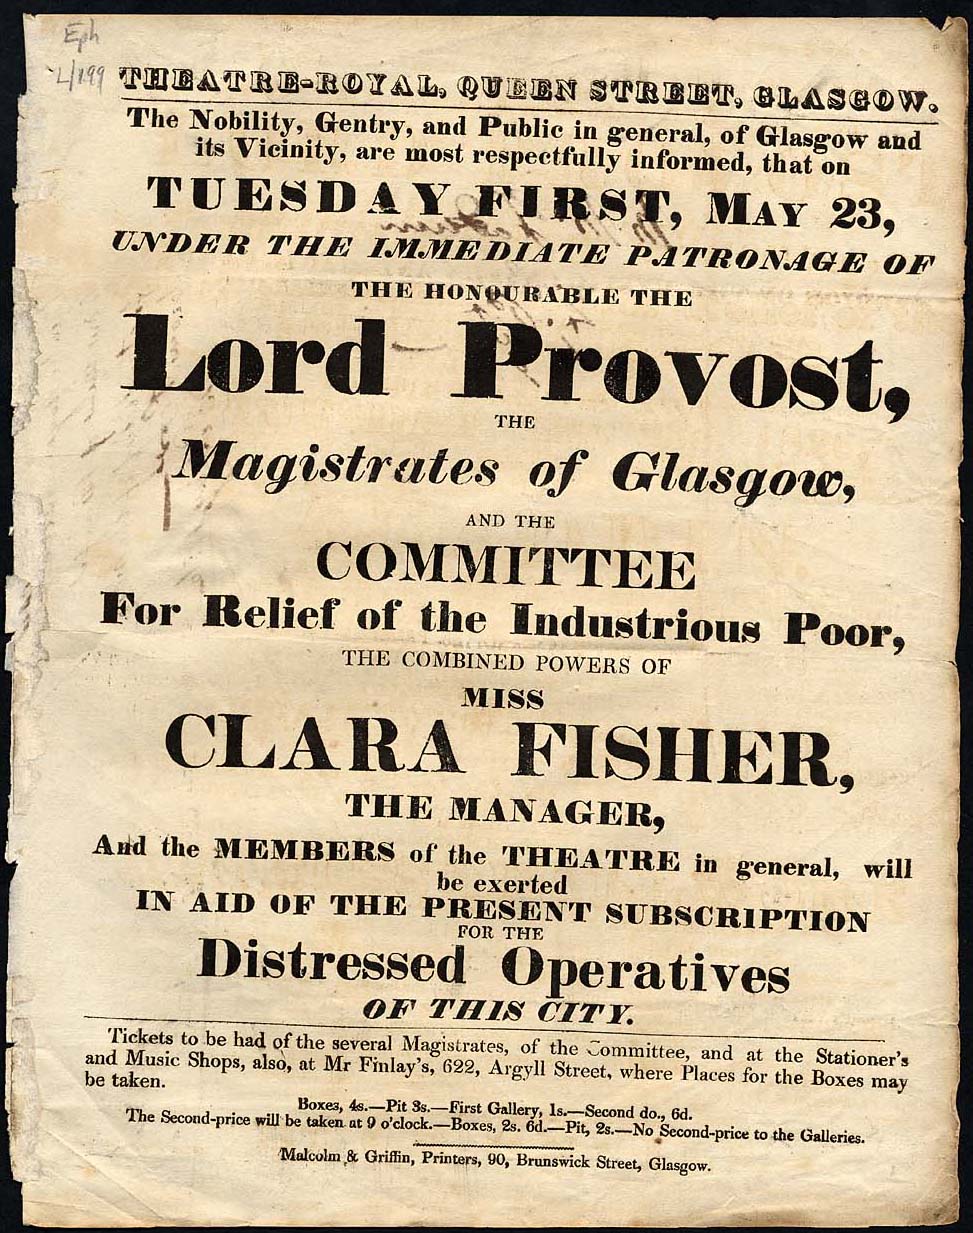 Eph
L/199
THEATRE-ROYAL, QUEEN STREET, GLASGOW.
The Nobility, Gentry, and Public in general, of Glasgow and
its Vicinity, are most respectfully informed, that on
TUESDAY FIRST, MAY 23,
UNDER THE IMMEDIATE PATRONAGE OF
THE HONOURABLE THE
Lord Provost,
THE
Magistrates of Glasgow,
AND THE
COMMITTEE
For Relief of the Industrious Poor,
THE COMBINED POWERS OF
MISS
CLARA FISHER,
THE MANAGER,
And the MEMBERS of the THEATRE in general, will
be exerted
IN AID OF THE PRESENT SUBSCRIPTION
FOR THE
Distressed Operatives
OF THIS CITY.
Tickets to be had of the several Magistrates, of the Committee, and at the Stationer's
and Music Shops, also, at Mr Finlay's, 622, Argyll Street, where Places for the Boxes may
be taken.
Boxes, 4s.—Pit 3s.—First Gallery, 1s.—Second do., 6d.
The Second-price will be taken at 9 o'clock.—Boxes, 2s. 6d.—Pit, 2s.—No Second-price to the Galleries.
Malcolm & Griffin, Printers, 90, Brunswick Street, Glasgow.